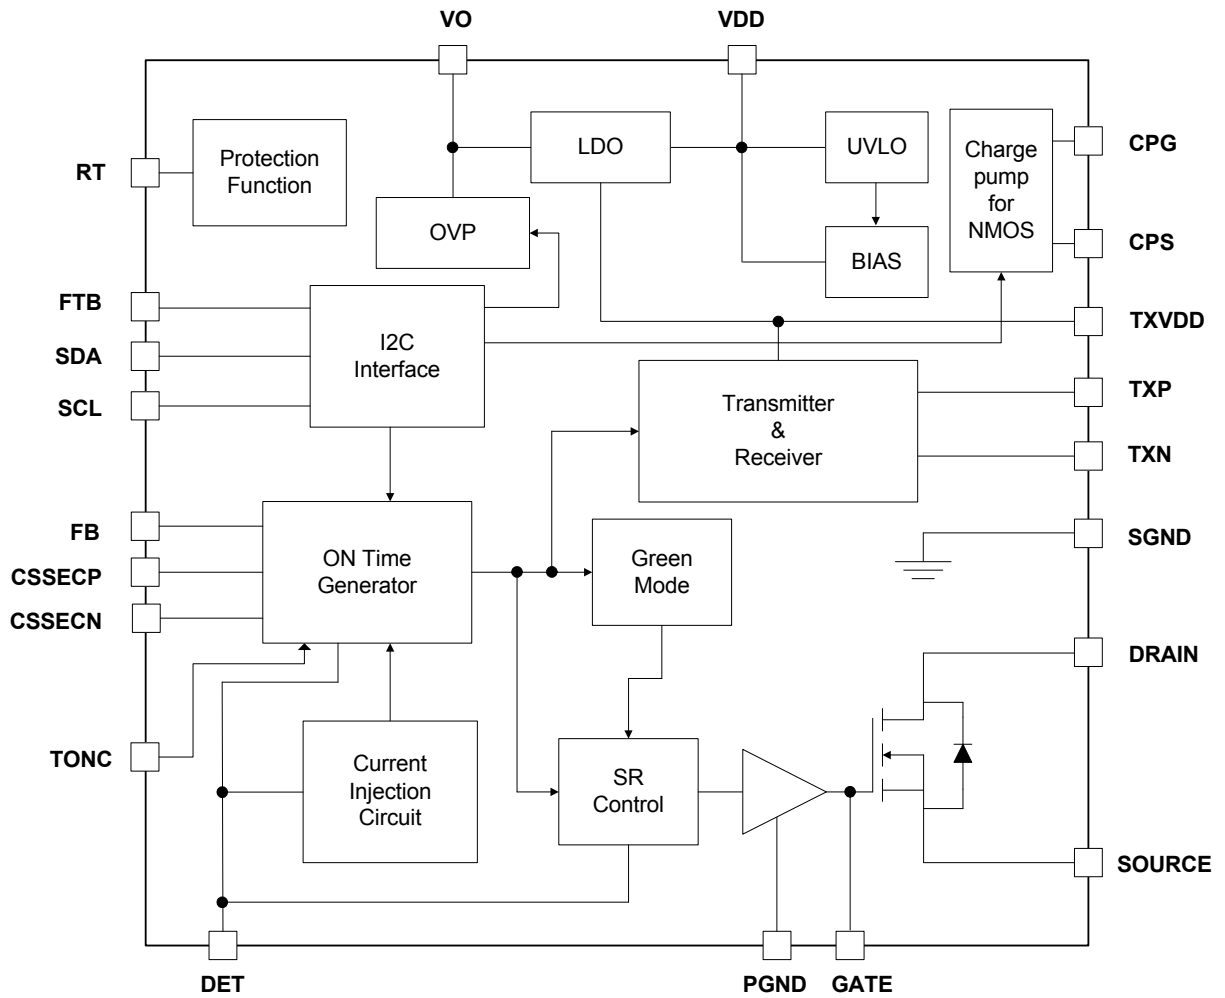 VO
VDD
RT
Protection
Function
LDO
UVLO
Charge
pump
for
NMOS
CPG
OVP
BIAS
CPS
FTB
SDA
SCL
I2C
Interface
TXVDD
Transmitter
&
Receiver
TXP
TXN
FB
CSSECP
CSSECN
ON Time
Generator
Green
Mode
SGND
DRAIN
TONC
Current
Injection
Circuit
SR
Control
SOURCE
DET
PGND
GATE